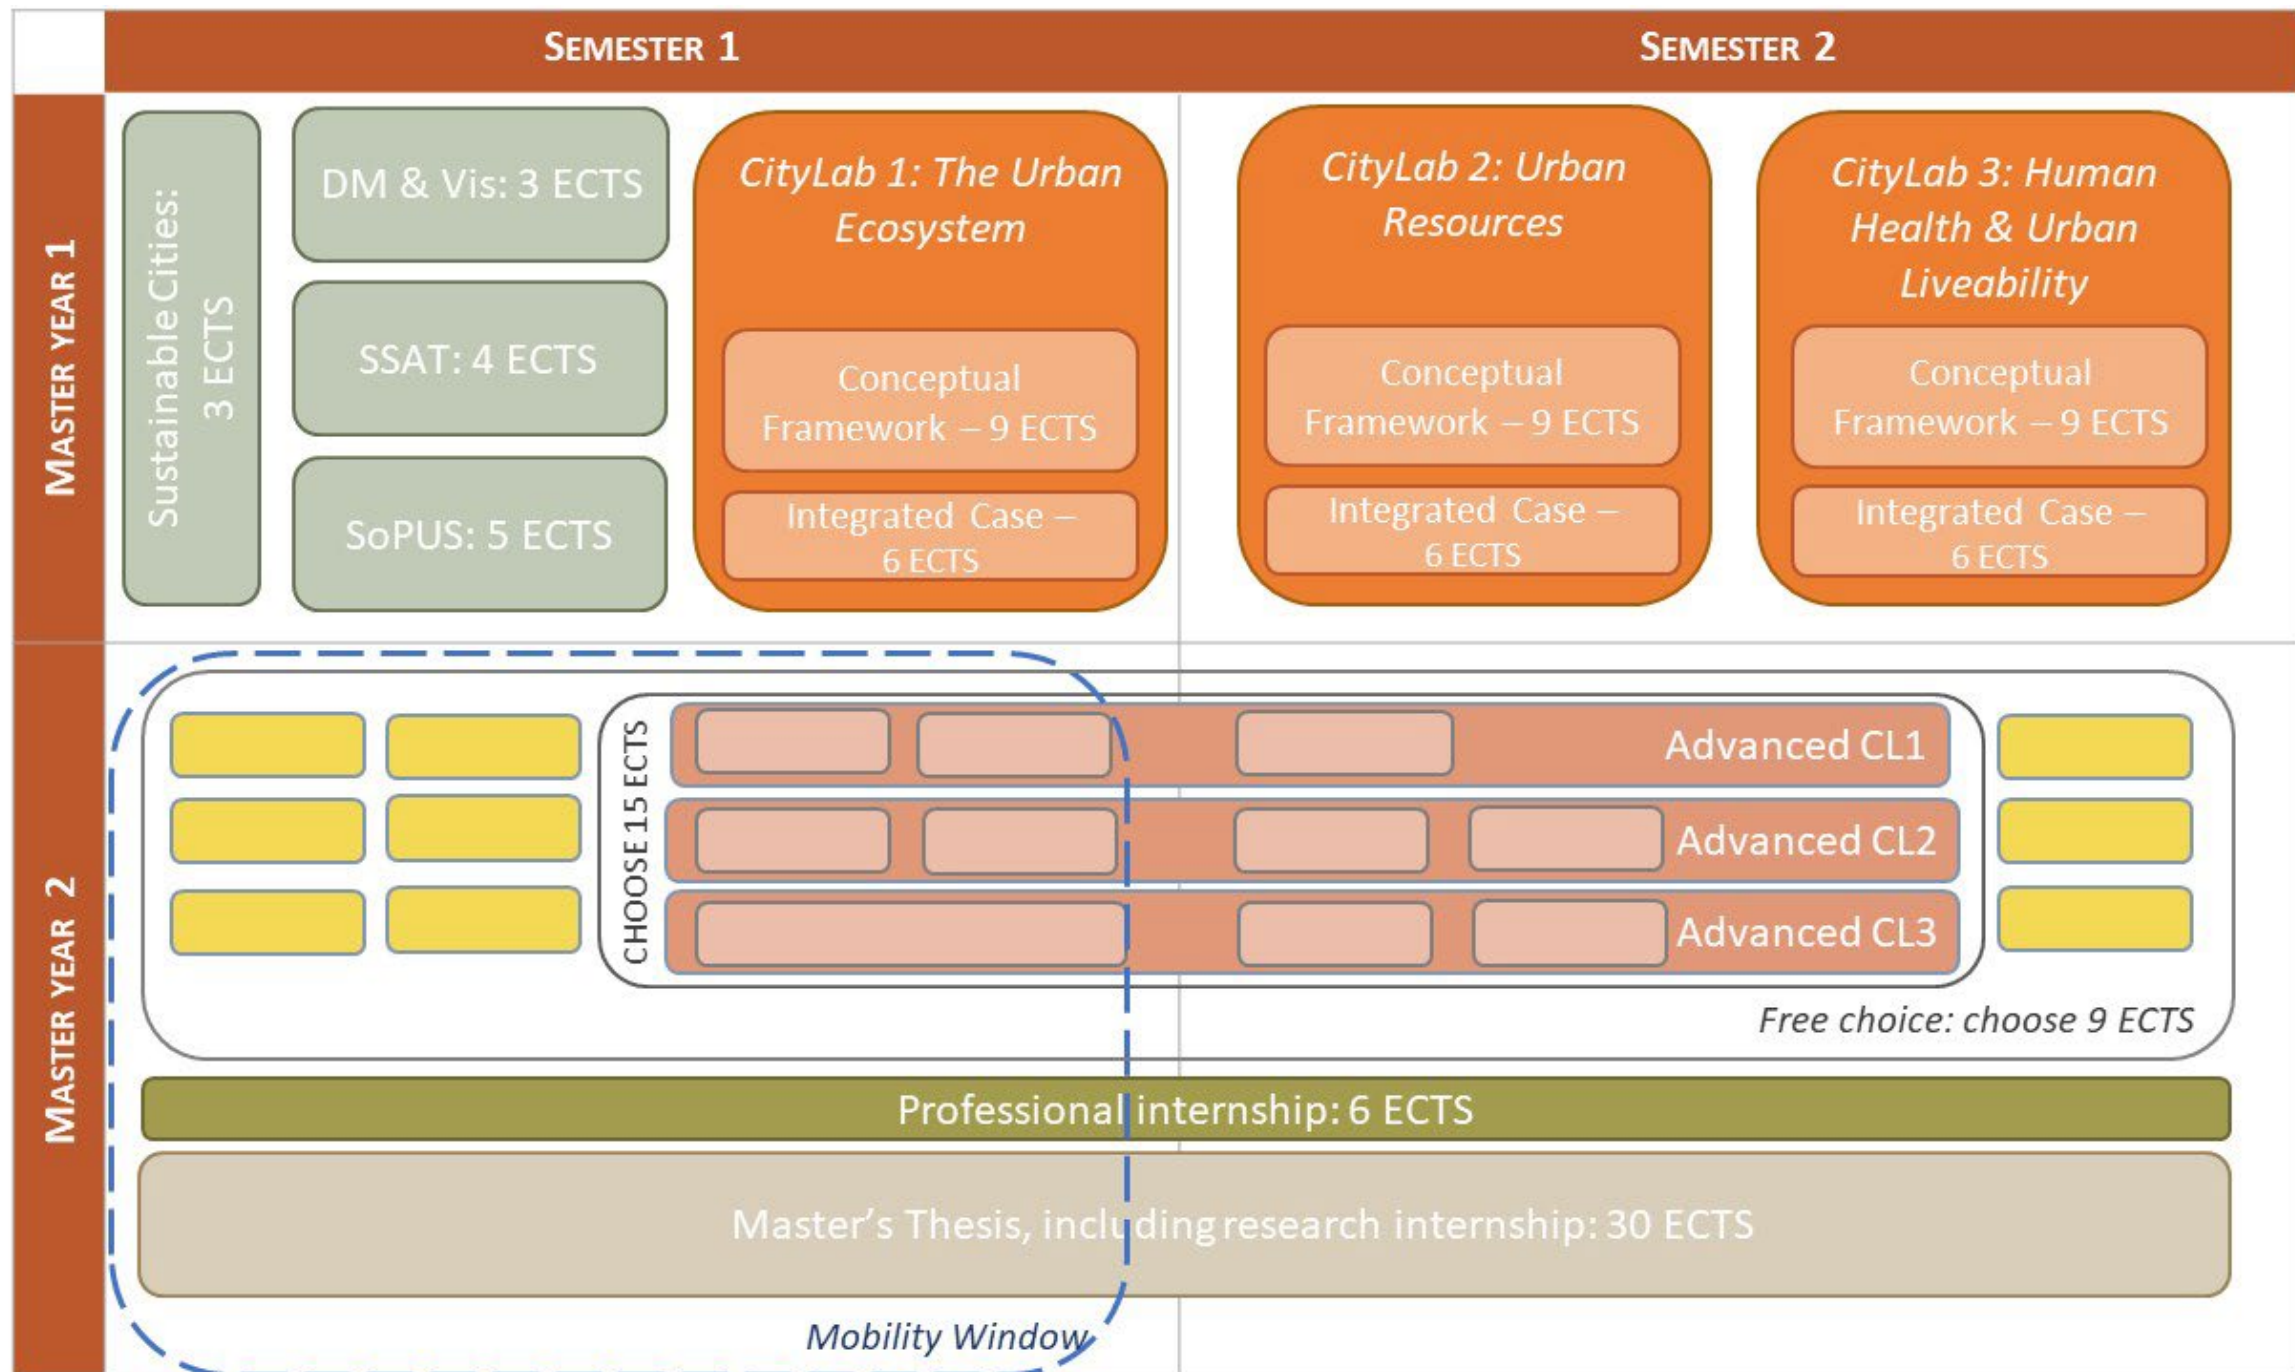 SEMESTER 1
SEMESTER 2
MASTER YEAR 1
Sustainable Cities:
3 ECTS
DM & Vis: 3 ECTS
SSAT: 4 ECTS
SoPUS: 5 ECTS
CityLab 1: The Urban
Ecosystem
Conceptual
Framework – 9 ECTS
Integrated Case –
6 ECTS
CityLab 2: Urban
Resources
Conceptual
Framework – 9 ECTS
Integrated Case –
6 ECTS
CityLab 3: Human
Health & Urban
Liveability
Conceptual
Framework – 9 ECTS
Integrated Case –
6 ECTS
MASTER YEAR 2
CHOOSE 15 ECTS
Advanced CL1
Advanced CL2
Advanced CL3
Free choice: choose 9 ECTS
Professional internship: 6 ECTS
Master's Thesis, including research internship: 30 ECTS
Mobility Window